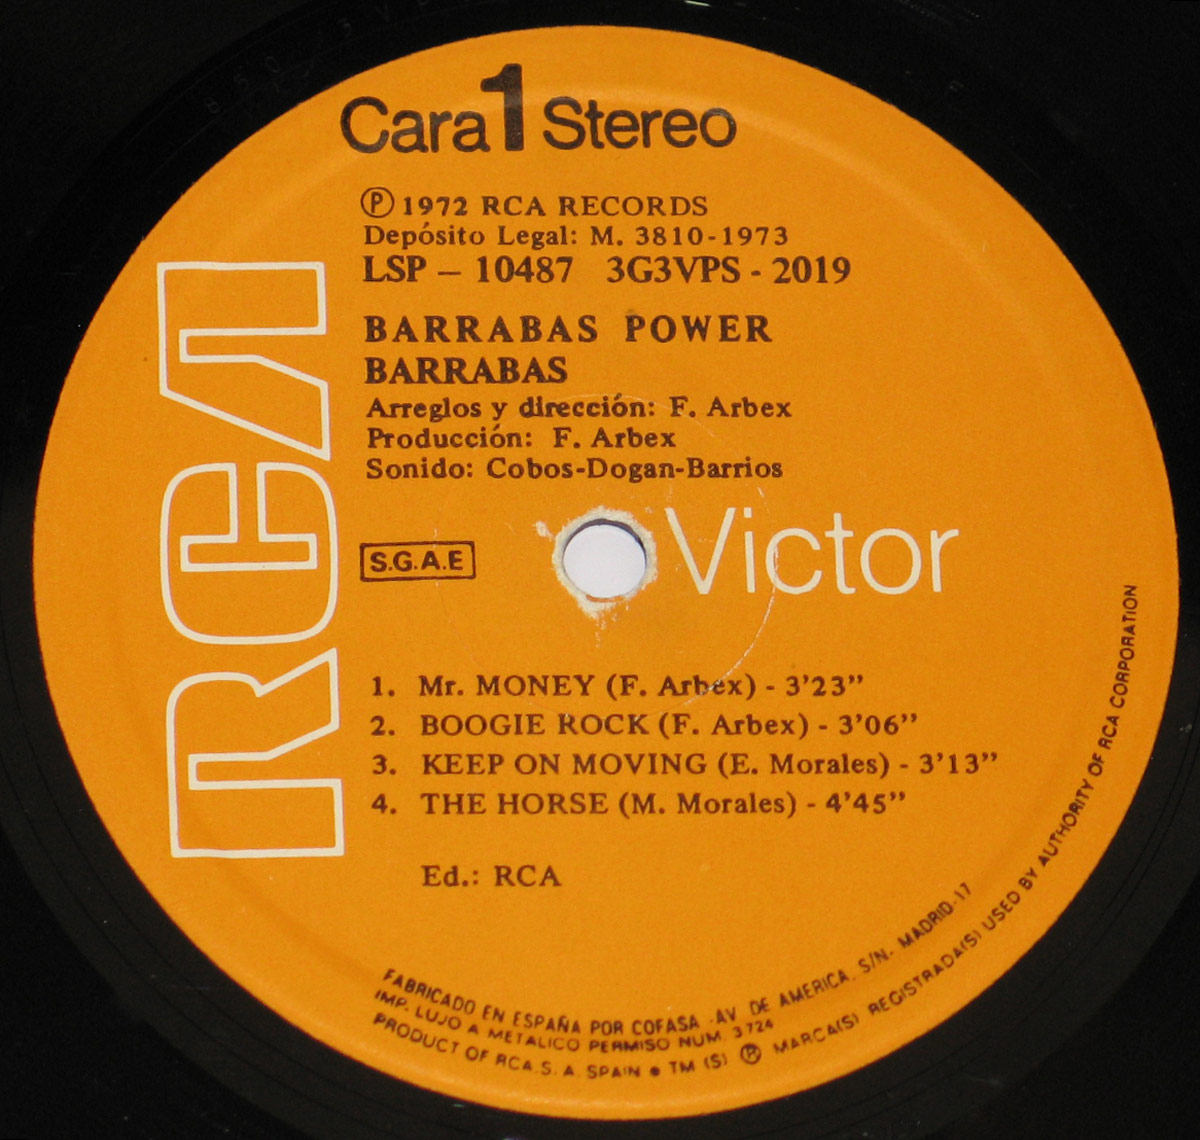 Cara 1 Stereo
Ⓟ 1972 RCA RECORDS
Depósito Legal: M. 3810-1973
LSP – 10487 3G3VPS - 2019
BARRABAS POWER
BARRABAS
Arreglos y dirección: F. Arbex
Producción: F. Arbex
Sonido: Cobos-Dogan-Barrios
RCA
S.G.A.E
Victor
1. Mr. MONEY (F. Arbex) - 3’23”
2. BOOGIE ROCK (F. Arbex) - 3’06”
3. KEEP ON MOVING (E. Morales) - 3’13”
4. THE HORSE (M. Morales) - 4’45”
Ed.: RCA
FABRICADO EN ESPAÑA POR COFASA - AV. DE AMERICA. S/N. MADRID-17
IMP. LUJO A METALICO PERMISO NUM. 3724
PRODUCT OF RCA S. A. SPAIN ● TM (S) ® MARCA(S) REGISTRADA(S) USED BY AUTHORITY OF RCA CORPORATION